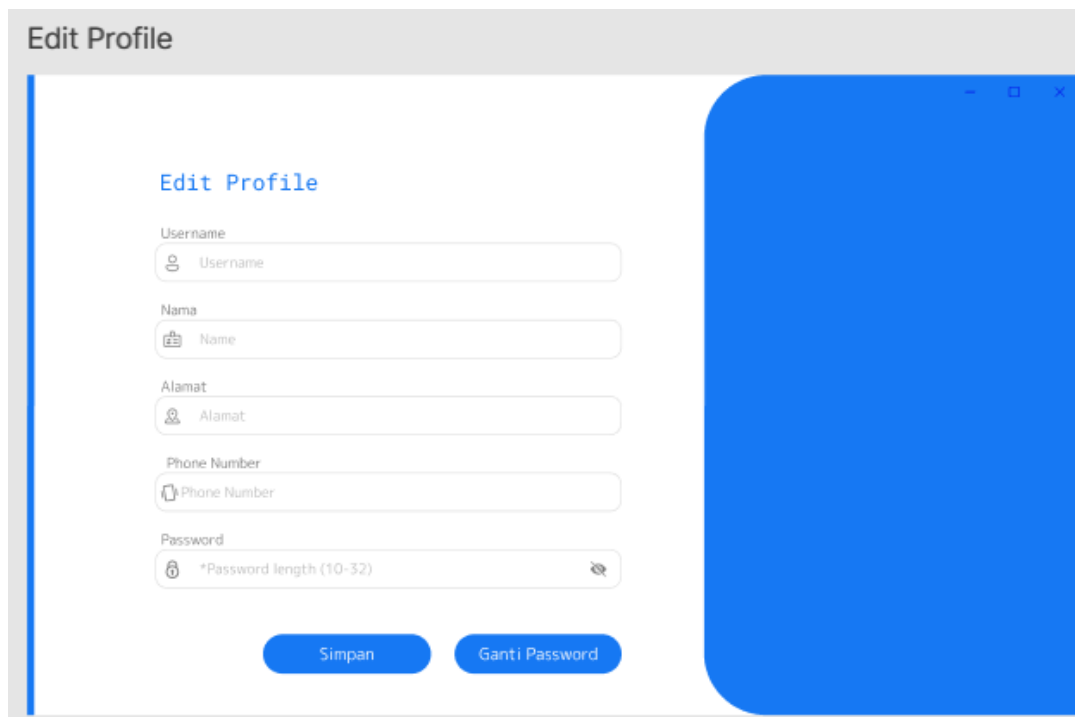 Edit Profile
Edit Profile
Username
Username
Nama
Name
Alamat
Alamat
Phone Number
Phone Number
Password
*Password length (10-32)
Simpan
Ganti Password